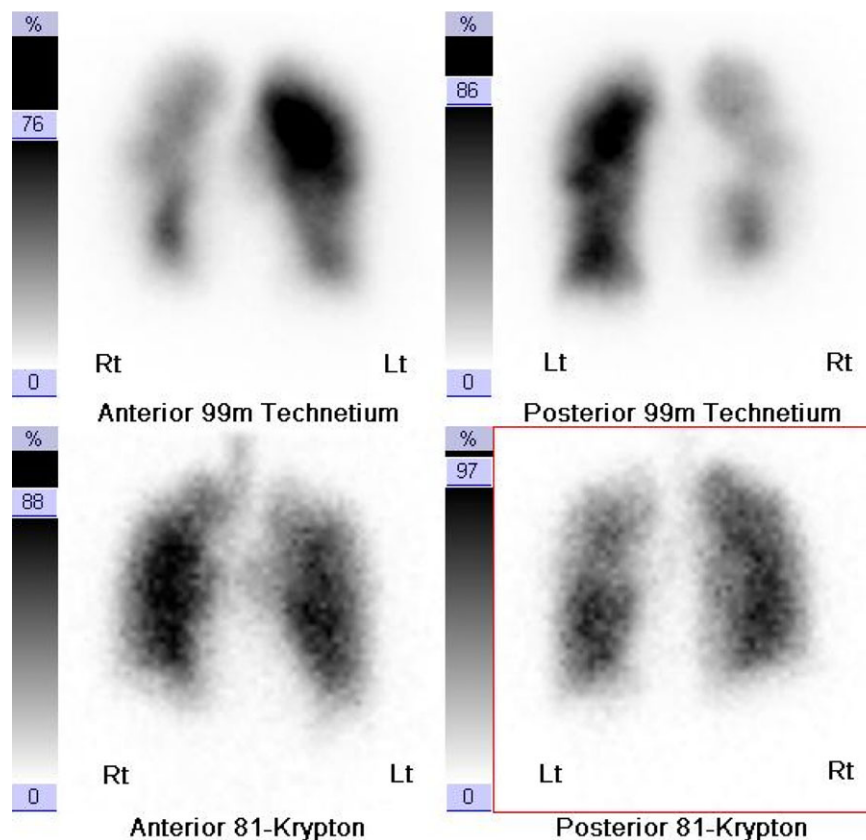 %
76
0
Rt Lt
Anterior 99m Technetium
%
86
0
Lt Rt
Posterior 99m Technetium
%
88
0
Rt Lt
Anterior 81-Krypton
%
97
0
Lt Rt
Posterior 81-Krypton